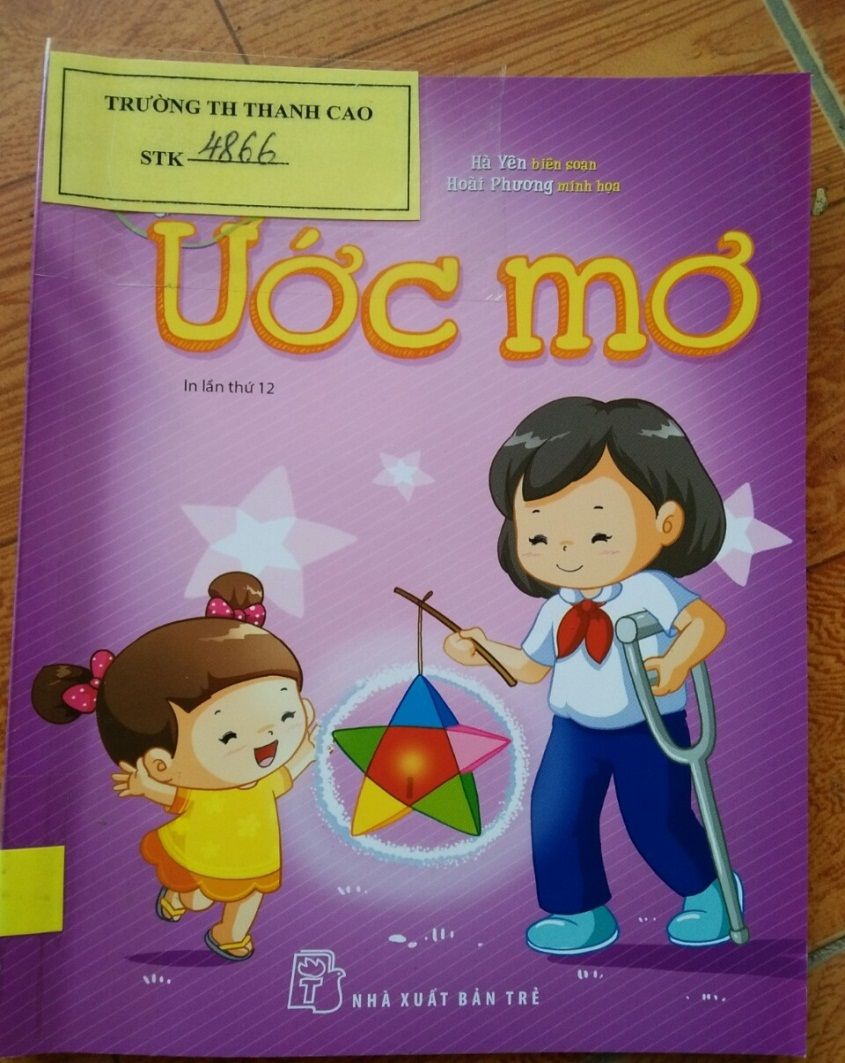 TRƯỜNG TH THANH CAO
STK 4866
Hà Yên biên soạn
Hoài Phương minh họa
Ước mơ
In lần thứ 12
T
NHÀ XUẤT BẢN TRẺ